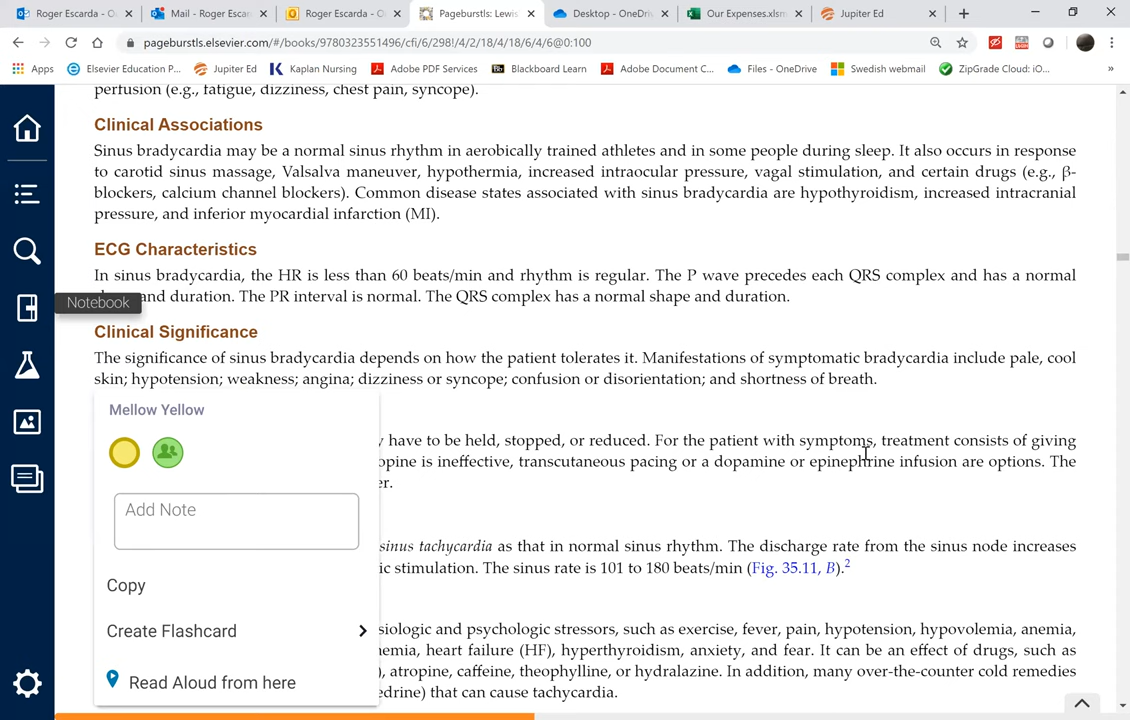 Roger Escarda - O
Mail - Roger Escar
Roger Escarda - O
Pageburstls: Lewis
Desktop - OneDriv
Our Expenses.xlsm
Jupiter Ed
pageburstls.elsevier.com/#/books/9780323551496/cfi/6/298!/4/2/18/4/18/6/4/6@0:100
Apps
Elsevier Education P...
Jupiter Ed
Kaplan Nursing
Adobe PDF Services
Blackboard Learn
Adobe Document C...
Files - OneDrive
Swedish webmail
ZipGrade Cloud: iO...
»
perfusion (e.g., fatigue, dizziness, chest pain, syncope).
Clinical Associations
Sinus bradycardia may be a normal sinus rhythm in aerobically trained athletes and in some people during sleep. It also occurs in response
to carotid sinus massage, Valsalva maneuver, hypothermia, increased intraocular pressure, vagal stimulation, and certain drugs (e.g., β-
blockers, calcium channel blockers). Common disease states associated with sinus bradycardia are hypothyroidism, increased intracranial
pressure, and inferior myocardial infarction (MI).
ECG Characteristics
In sinus bradycardia, the HR is less than 60 beats/min and rhythm is regular. The P wave precedes each QRS complex and has a normal
and duration. The PR interval is normal. The QRS complex has a normal shape and duration.
Notebook
Clinical Significance
The significance of sinus bradycardia depends on how the patient tolerates it. Manifestations of symptomatic bradycardia include pale, cool
skin; hypotension; weakness; angina; dizziness or syncope; confusion or disorientation; and shortness of breath.
Mellow Yellow
y have to be held, stopped, or reduced. For the patient with symptoms, treatment consists of giving
opine is ineffective, transcutaneous pacing or a dopamine or epinephrine infusion are options. The
er.
Add Note
sinus tachycardia as that in normal sinus rhythm. The discharge rate from the sinus node increases
ic stimulation. The sinus rate is 101 to 180 beats/min (Fig. 35.11, B).2
Copy
Create Flashcard
siologic and psychologic stressors, such as exercise, fever, pain, hypotension, hypovolemia, anemia,
emia, heart failure (HF), hyperthyroidism, anxiety, and fear. It can be an effect of drugs, such as
), atropine, caffeine, theophylline, or hydralazine. In addition, many over-the-counter cold remedies
Read Aloud from here
edrine) that can cause tachycardia.